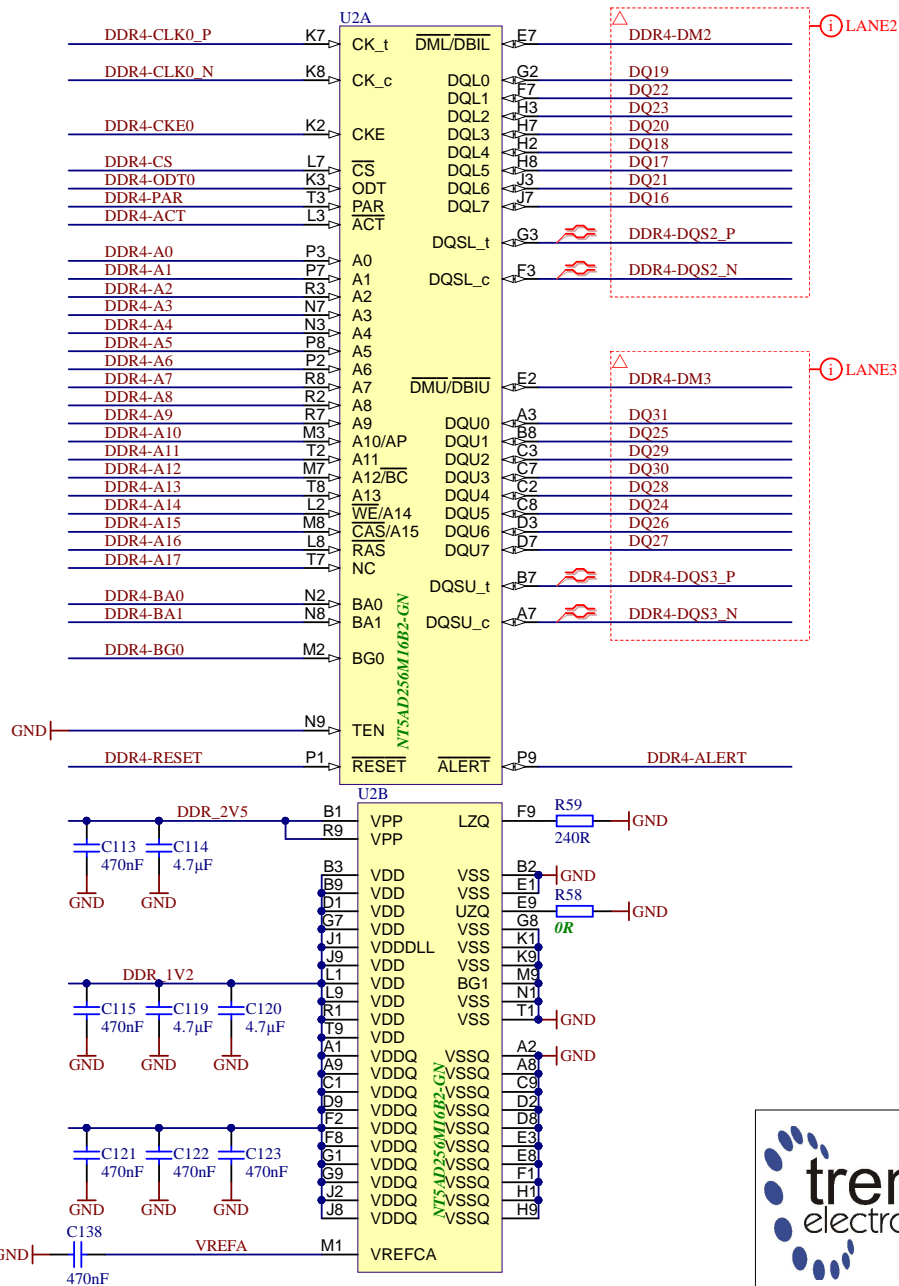 U2A
DDR4-CLK0_P K7 CK_t DML/DBIL E7 DDR4-DM2 LANE2
DDR4-CLK0_N K8 CK_c DQL0 G2 DQ19
DQL1 F7 DQ22
DQL2 H3 DQ23
DDR4-CKE0 K2 CKE DQL3 H7 DQ20
DQL4 H2 DQ18
DDR4-CS L7 CS DQL5 H8 DQ17
DDR4-ODT0 K3 ODT DQL6 J3 DQ21
DDR4-PAR T3 PAR DQL7 J7 DQ16
DDR4-ACT L3 ACT
DQSL_t G3 DDR4-DQS2_P
DDR4-A0 P3 A0
DDR4-A1 P7 A1 DQSL_c F3 DDR4-DQS2_N
DDR4-A2 R3 A2
DDR4-A3 N7 A3
DDR4-A4 N3 A4
DDR4-A5 P8 A5
DDR4-A6 P2 A6 LANE3
DDR4-A7 R8 A7 DMU/DBIU E2 DDR4-DM3
DDR4-A8 R2 A8
DDR4-A9 R7 A9 DQU0 A3 DQ31
DDR4-A10 M3 A10/AP DQU1 B8 DQ25
DDR4-A11 T2 A11 DQU2 C3 DQ29
DDR4-A12 M7 A12/BC DQU3 C7 DQ30
DDR4-A13 T8 A13 DQU4 C2 DQ28
DDR4-A14 L2 WE/A14 DQU5 C8 DQ24
DDR4-A15 M8 CAS/A15 DQU6 D3 DQ26
DDR4-A16 L8 RAS DQU7 D7 DQ27
DDR4-A17 T7 NC
DQSU_t B7 DDR4-DQS3_P
DDR4-BA0 N2 BA0
DDR4-BA1 N8 BA1 DQSU_c A7 DDR4-DQS3_N
DDR4-BG0 M2 BG0
NT5AD256M16B2-GN
GND N9 TEN
DDR4-RESET P1 RESET ALERT P9 DDR4-ALERT
U2B
DDR_2V5 B1 VPP LZQ F9 R59 240R GND
R9 VPP
C113 470nF GND
C114 4.7µF GND
B3 VDD VSS B2 GND
B9 VDD VSS E1
D1 VDD UZQ E9 R58 0R GND
G7 VDD VSS G8
J1 VDDDLL VSS K1
J9 VDD VSS K9
DDR_1V2 L1 VDD BG1 M9
L9 VDD VSS N1
R1 VDD VSS T1 GND
T9 VDD
C115 470nF GND
C119 4.7µF GND
C120 4.7µF GND
A1 VDDQ VSSQ A2 GND
A9 VDDQ VSSQ A8
C1 VDDQ VSSQ C9
D9 VDDQ VSSQ D2
F2 VDDQ VSSQ D8
F8 VDDQ VSSQ E3
G1 VDDQ VSSQ E8
G9 VDDQ VSSQ F1
J2 VDDQ VSSQ H1
J8 VDDQ VSSQ H9
NT5AD256M16B2-GN
C121 470nF GND
C122 470nF GND
C123 470nF GND
GND C138 470nF VREFA M1 VREFCA